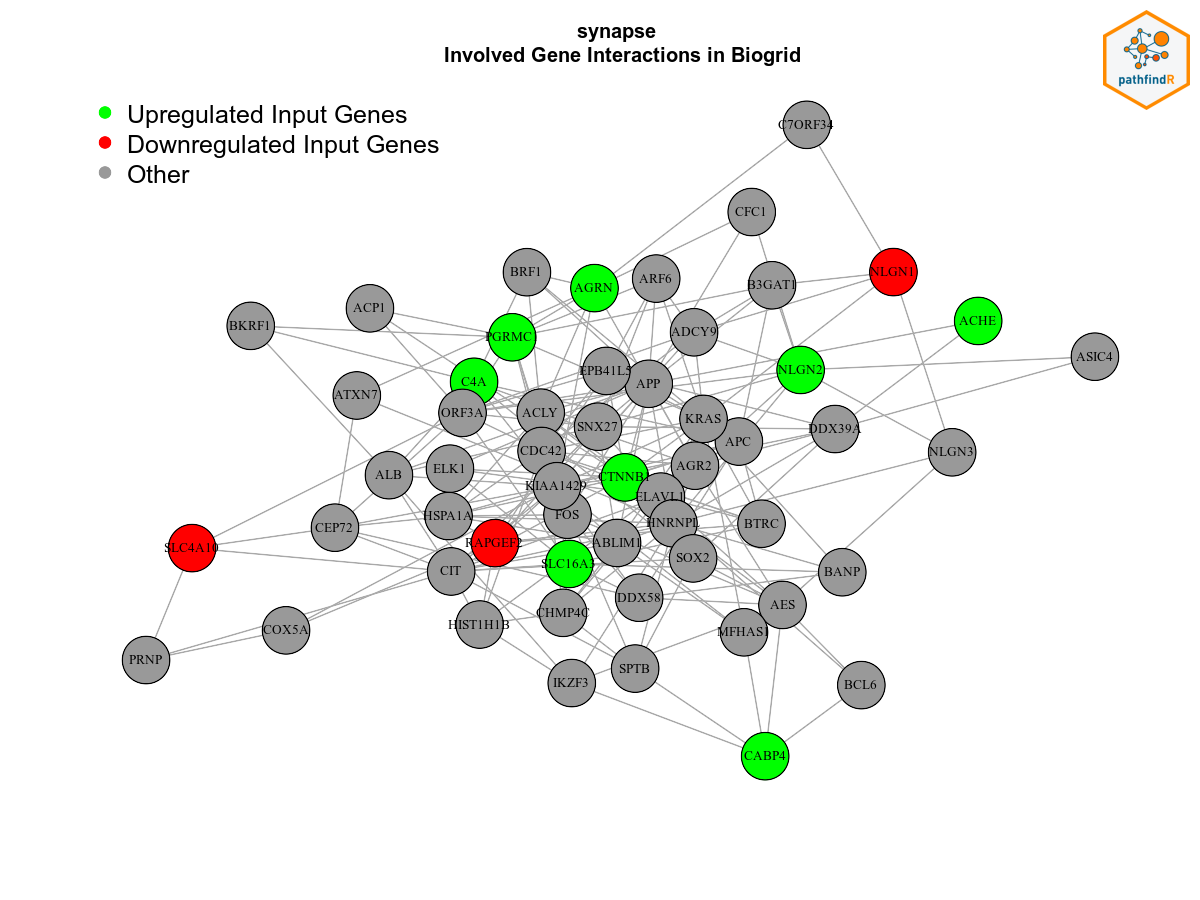 synapse
Involved Gene Interactions in Biogrid
pathfindR
Upregulated Input Genes
Downregulated Input Genes
Other
C7ORF34
CFC1
BRF1
AGRN
ARF6
B3GAT1
NLGN1
ACP1
BKRF1
PGRMC
ADCY9
ACHE
ASIC4
C4A
EPB41L5
APP
NLGN2
ATXN7
ORF3A
ACLY
SNX27
KRAS
APC
DDX39A
NLGN3
CDC42
ALB
ELK1
AGR2
CTNNB1
KIAA1429
ELAVL1
CEP72
HSPA1A
FOS
HNRNPL
BTRC
SLC4A10
RAPGEF2
ABLIM1
SLC16A3
SOX2
CIT
BANP
DDX58
AES
COX5A
HIST1H1B
CHMP4C
MFHAS1
PRNP
SPTB
IKZF3
BCL6
CABP4